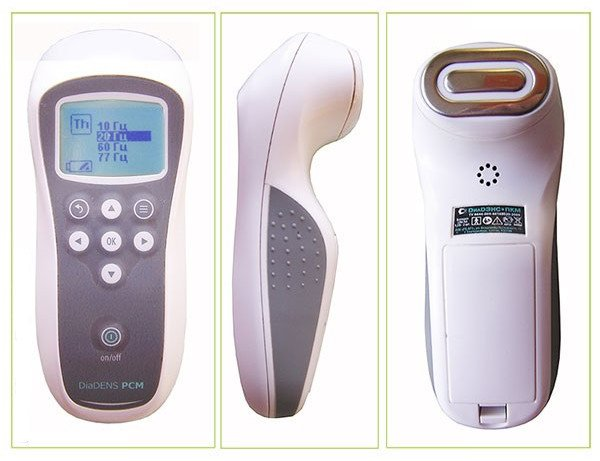 Th
10 Гц
20 Гц
60 Гц
77 Гц
OK
on/off
DiaDENS PCM
ДиаДЭНС-ПКМ